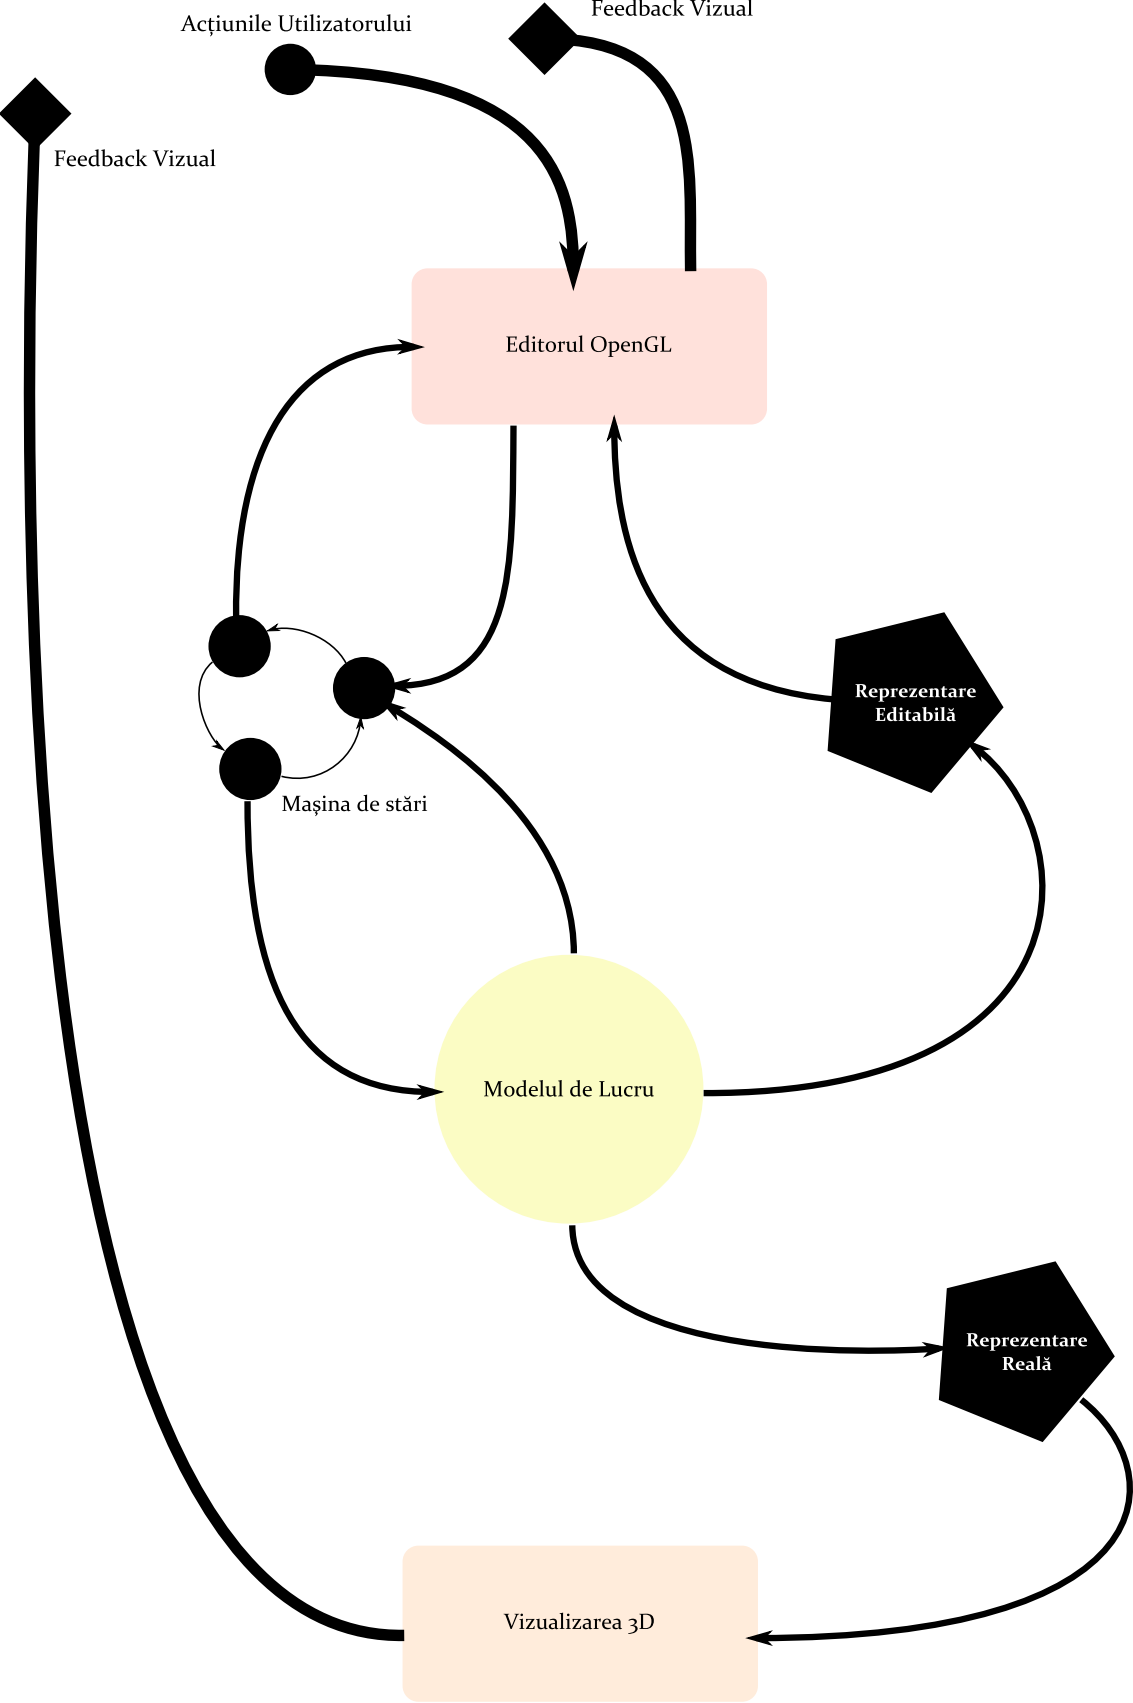 Feedback Vizual
Acțiunile Utilizatorului
Feedback Vizual
Editorul OpenGL
Reprezentare
Editabilă
Mașina de stări
Modelul de Lucru
Reprezentare
Reală
Vizualizarea 3D